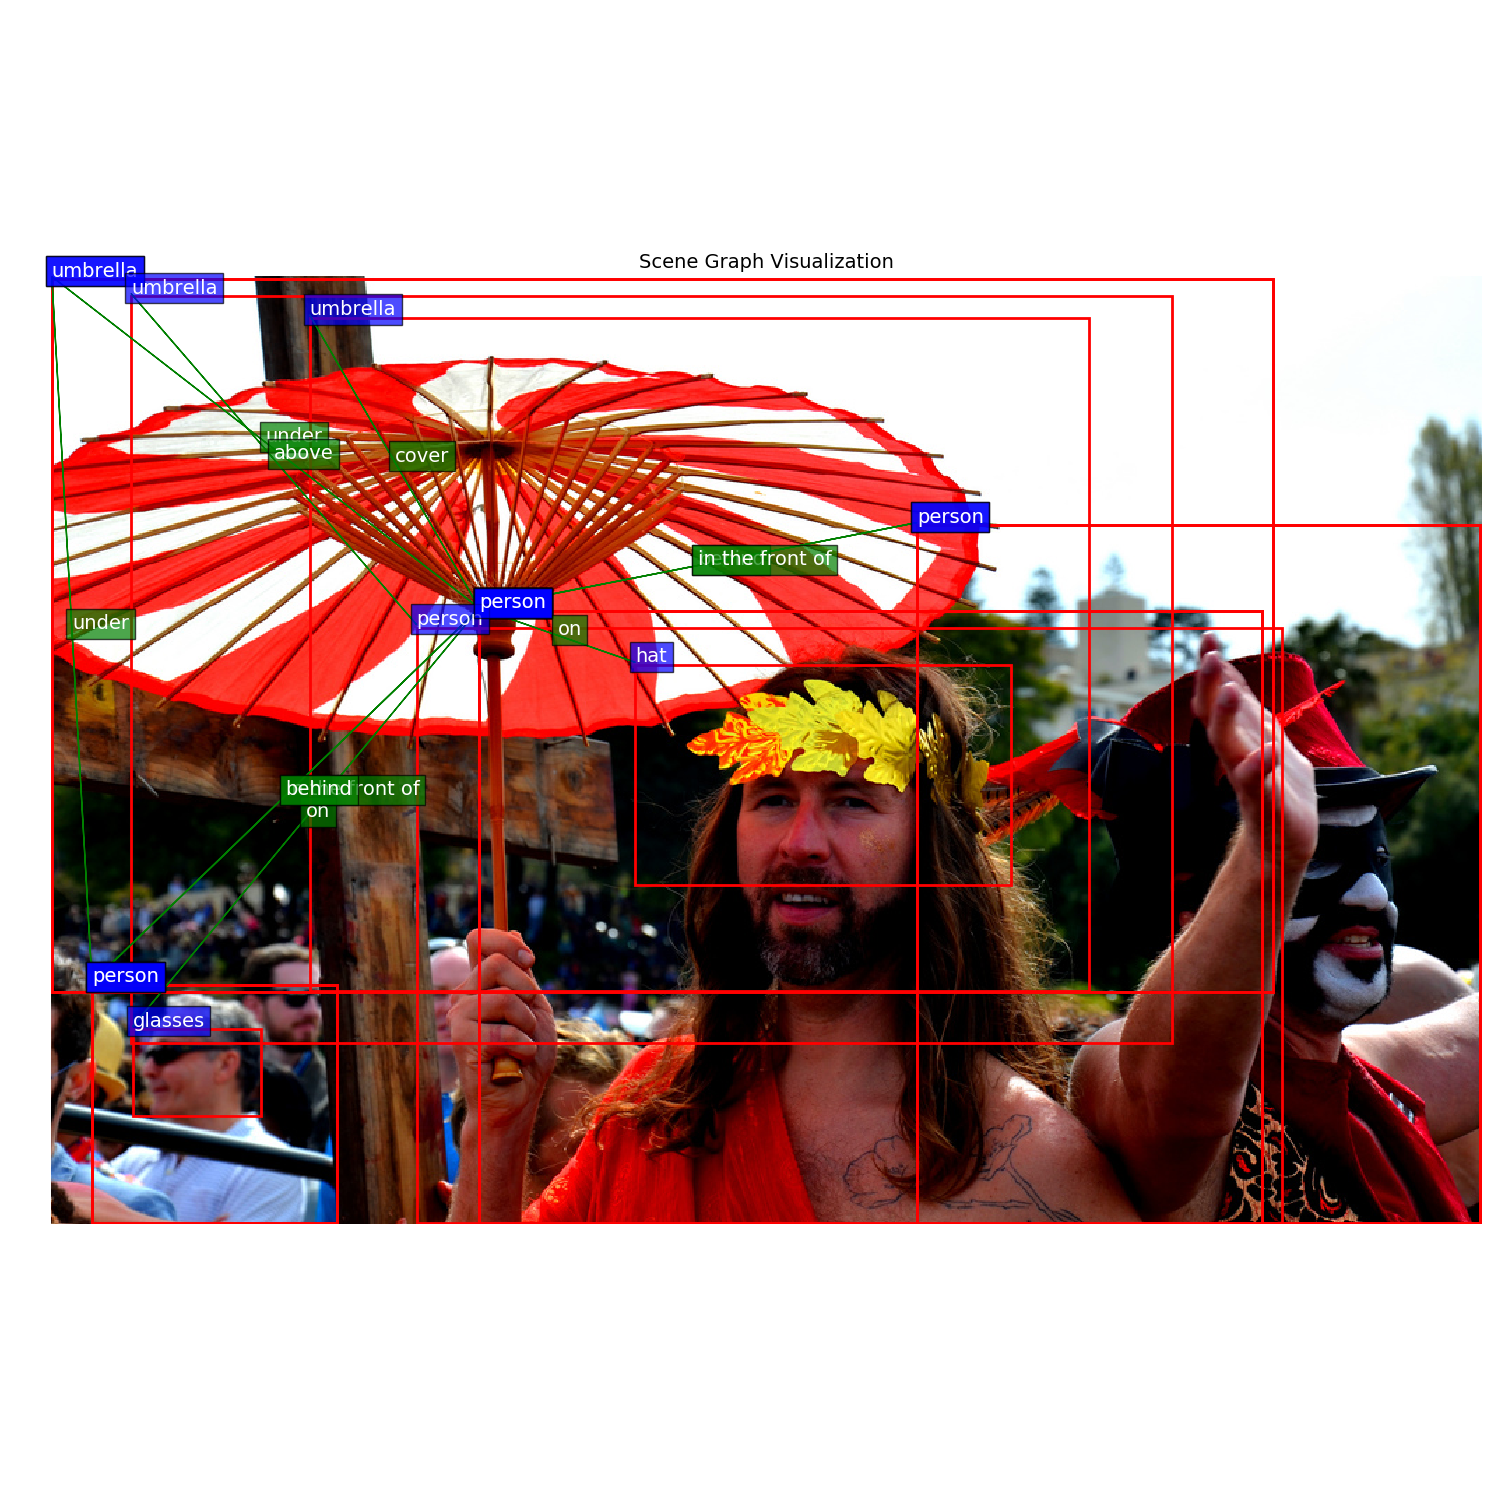 Scene Graph Visualization
umbrella
umbrella
umbrella
under
above
cover
person
in the front of
person
person
under
on
hat
behind
front of
on
person
glasses